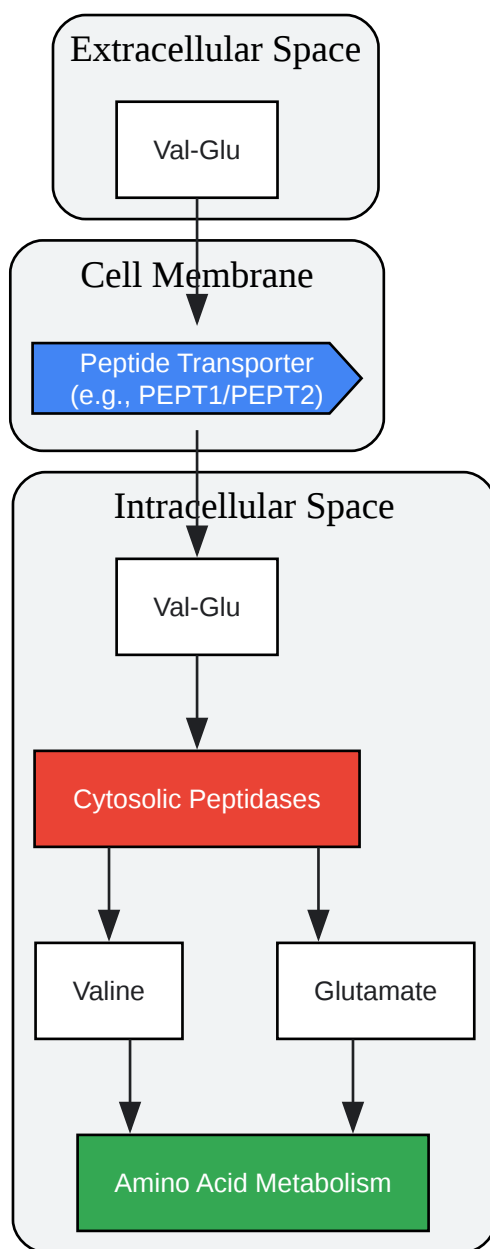 Extracellular Space
Val-Glu
Cell Membrane
Peptide Transporter
(e.g., PEPT1/PEPT2)
Intracellular Space
Val-Glu
Cytosolic Peptidases
Valine
Glutamate
Amino Acid Metabolism